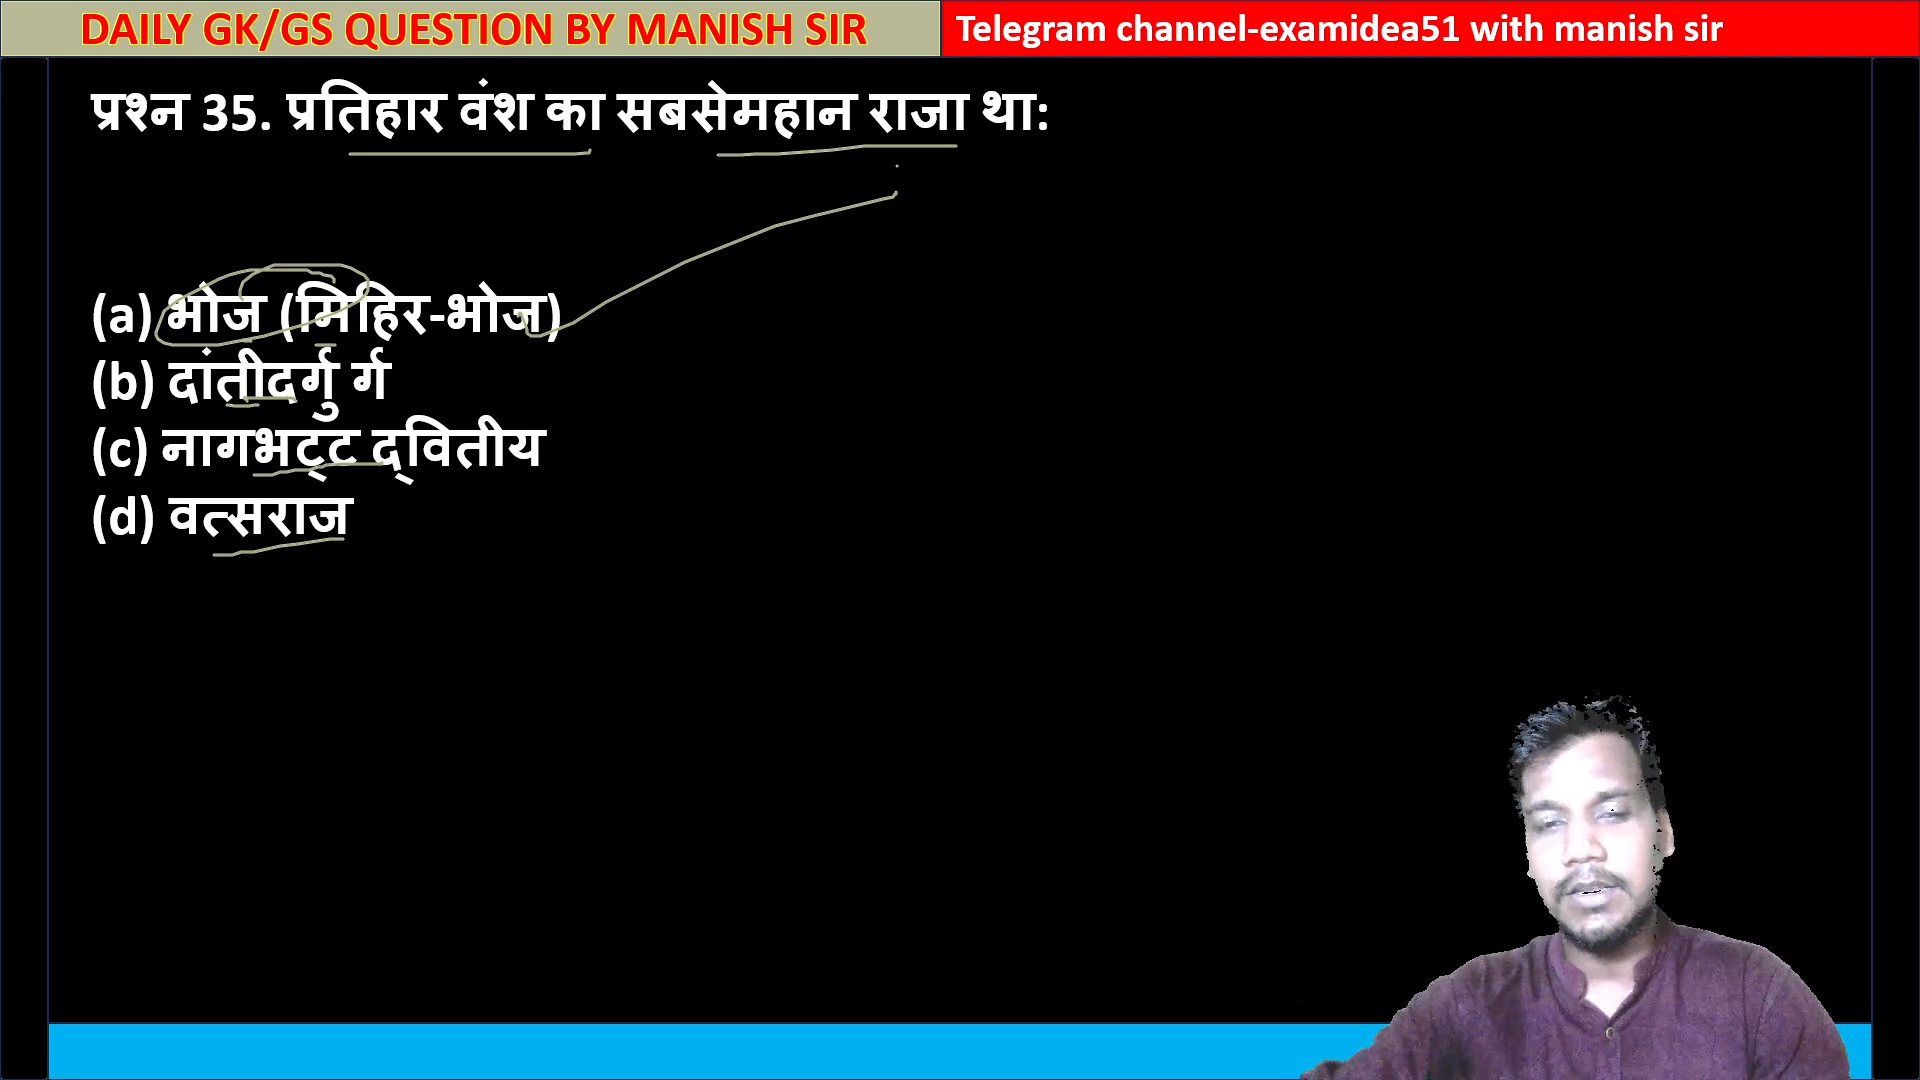 DAILY GK/GS QUESTION BY MANISH SIR
Telegram channel-examidea51 with manish sir
प्रश्न 35. प्रतिहार वंश का सबसेमहान राजा था:
(a) भोज (मिहिर-भोज)
(b) दांतीदर्गु र्ग
(c) नागभट्ट द्वितीय
(d) वत्सराज